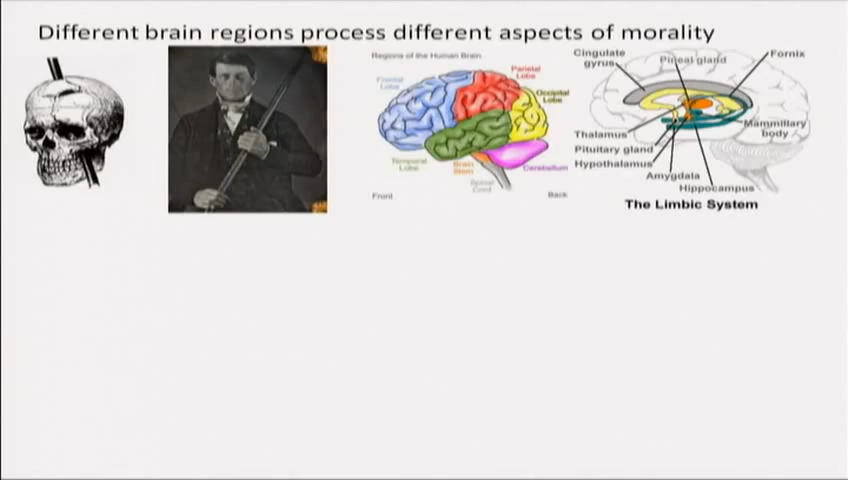 Different brain regions process different aspects of morality
Regions of the Human Brain
Frontal
Lobe
Parietal
Lobe
Occipital
Lobe
Temporal
Lobe
Brain
Stem
Cerebellum
Spinal
Cord
Front
Back
Cingulate
gyrus
Pineal gland
Fornix
Thalamus
Pituitary gland
Hypothalamus
Amygdala
Hippocampus
Mammillary
body
The Limbic System